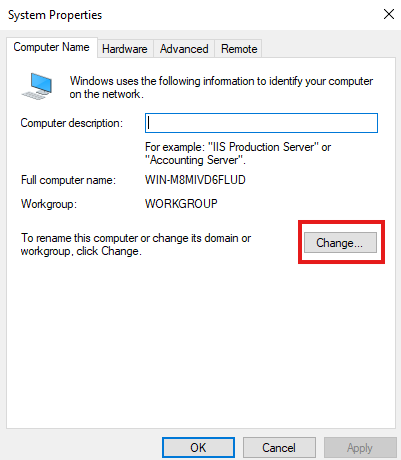 System Properties
Computer Name
Hardware
Advanced
Remote
Windows uses the following information to identify your computer
on the network.
Computer description:
For example: "IIS Production Server" or
"Accounting Server".
Full computer name:
WIN-M8MIVD6FLUD
Workgroup:
WORKGROUP
To rename this computer or change its domain or
workgroup, click Change.
Change...
OK
Cancel
Apply